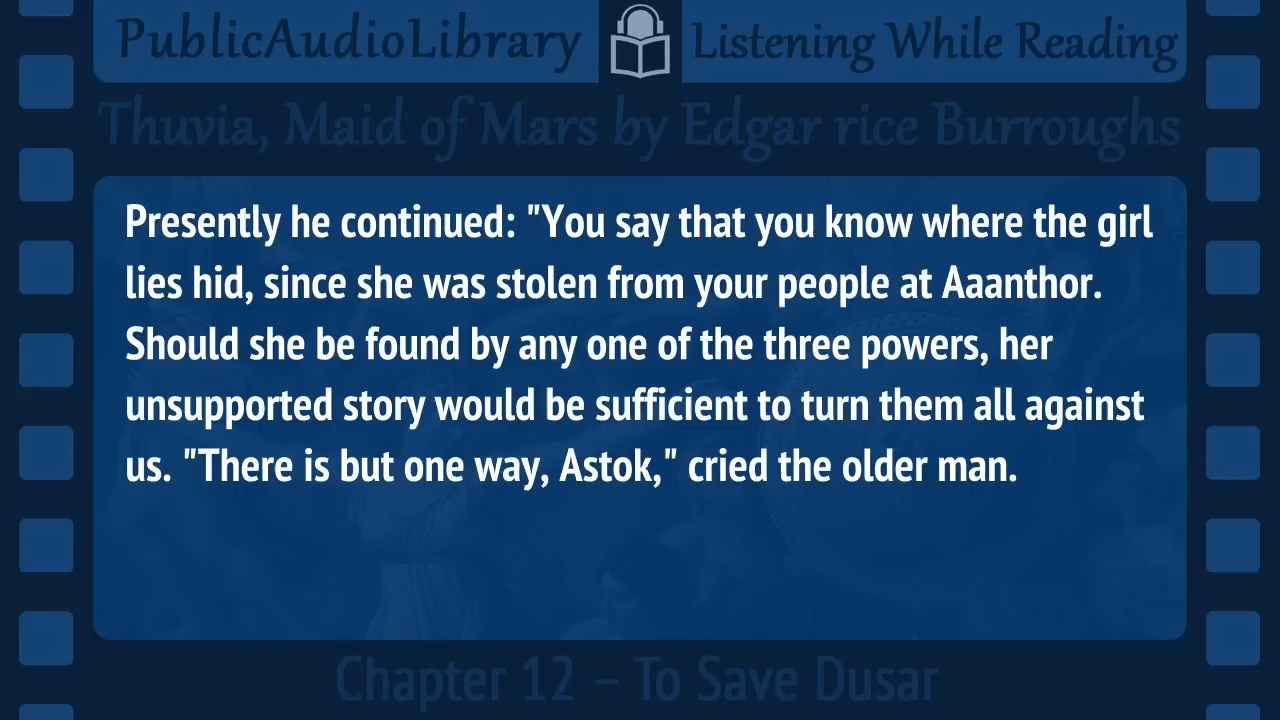 PublicAudioLibrary Listening While Reading
Thuvia, Maid of Mars by Edgar rice Burroughs
Presently he continued: "You say that you know where the girl
lies hid, since she was stolen from your people at Aaanthor.
Should she be found by any one of the three powers, her
unsupported story would be sufficient to turn them all against
us. "There is but one way, Astok," cried the older man.
Chapter 12 – To Save Dusar